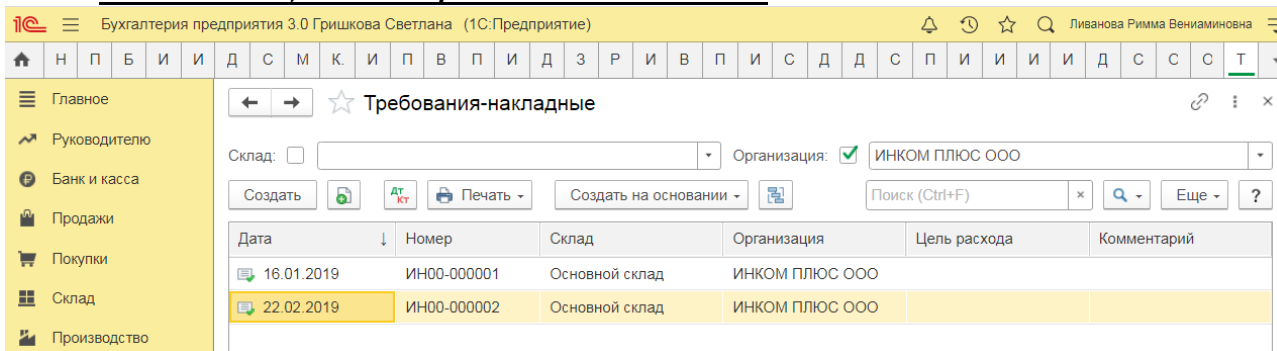 1С Бухгалтерия предприятия 3.0 Гришкова Светлана (1С:Предприятие) Ливанова Римма Вениаминовна
Н П Б И И Д С М К. И П В П И Д З Р И В П И С Д Д С П И И И И Д С С С Т
Главное
Требования-накладные
Руководителю
Склад: Организация: ИНКОМ ПЛЮС ООО
Банк и касса
Создать Дт Кт Печать Создать на основании Поиск (Ctrl+F) × Еще ?
Продажи
Дата ↓ Номер Склад Организация Цель расхода Комментарий
Покупки
16.01.2019 ИН00-000001 Основной склад ИНКОМ ПЛЮС ООО
Склад
22.02.2019 ИН00-000002 Основной склад ИНКОМ ПЛЮС ООО
Производство